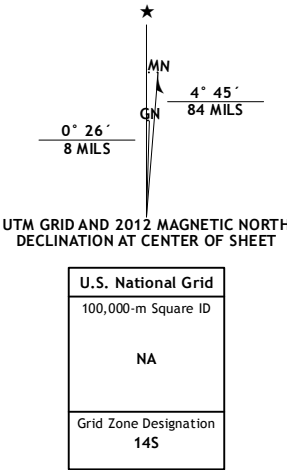 ★
MN
4° 45´
84 MILS
GN
0° 26´
8 MILS
UTM GRID AND 2012 MAGNETIC NORTH
DECLINATION AT CENTER OF SHEET
U.S. National Grid
100,000-m Square ID
NA
Grid Zone Designation
14S